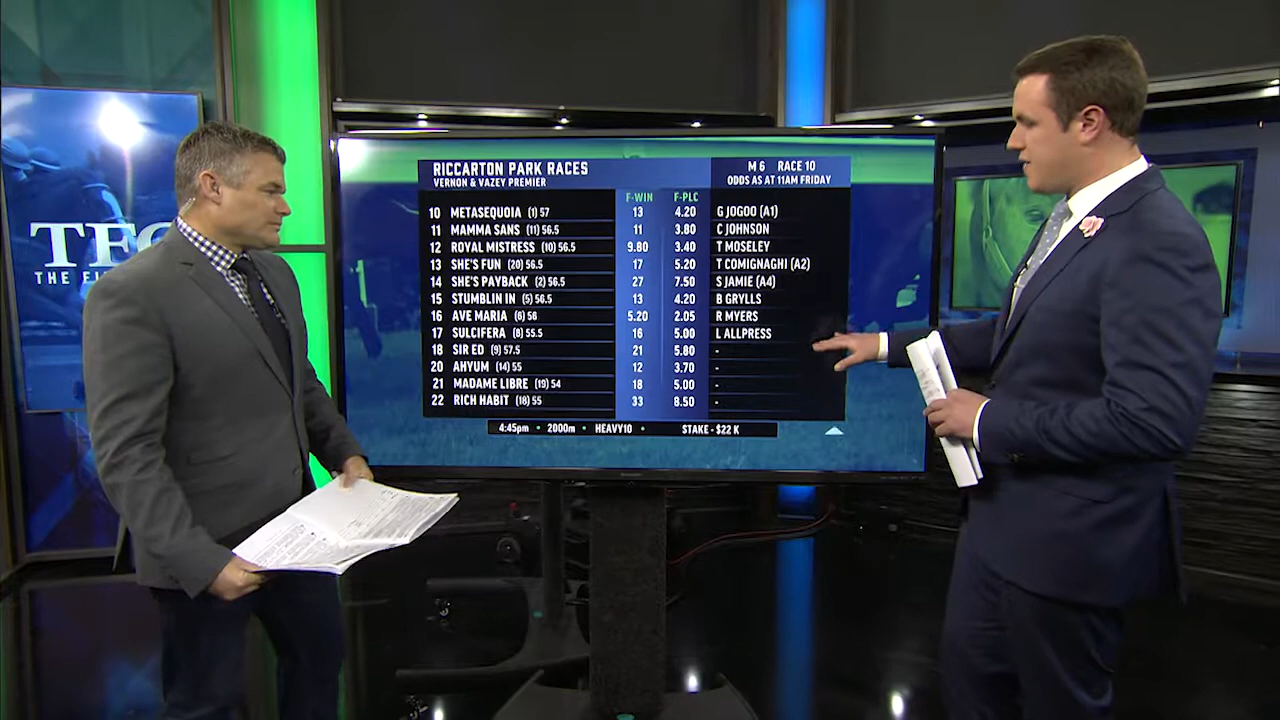 TF
THE FI
RICCARTON PARK RACES
VERNON & VAZEY PREMIER
M 6 RACE 10
ODDS AS AT 11AM FRIDAY
F-WIN F-PLC
10 METASEQUOIA (1) 57 13 4.20 G JOGOO (A1)
11 MAMMA SANS (11) 56.5 11 3.80 C JOHNSON
12 ROYAL MISTRESS (10) 56.5 9.80 3.40 T MOSELEY
13 SHE'S FUN (20) 56.5 17 5.20 T COMIGNAGHI (A2)
14 SHE'S PAYBACK (2) 56.5 27 7.50 S JAMIE (A4)
15 STUMBLIN IN (5) 56.5 13 4.20 B GRYLLS
16 AVE MARIA (6) 56 5.20 2.05 R MYERS
17 SULCIFERA (8) 55.5 16 5.00 L ALLPRESS
18 SIR ED (9) 57.5 21 5.80 -
20 AHYUM (14) 55 12 3.70 -
21 MADAME LIBRE (19) 54 18 5.00 -
22 RICH HABIT (18) 55 33 8.50 -
4:45pm • 2000m • HEAVY10 • STAKE - $22 K